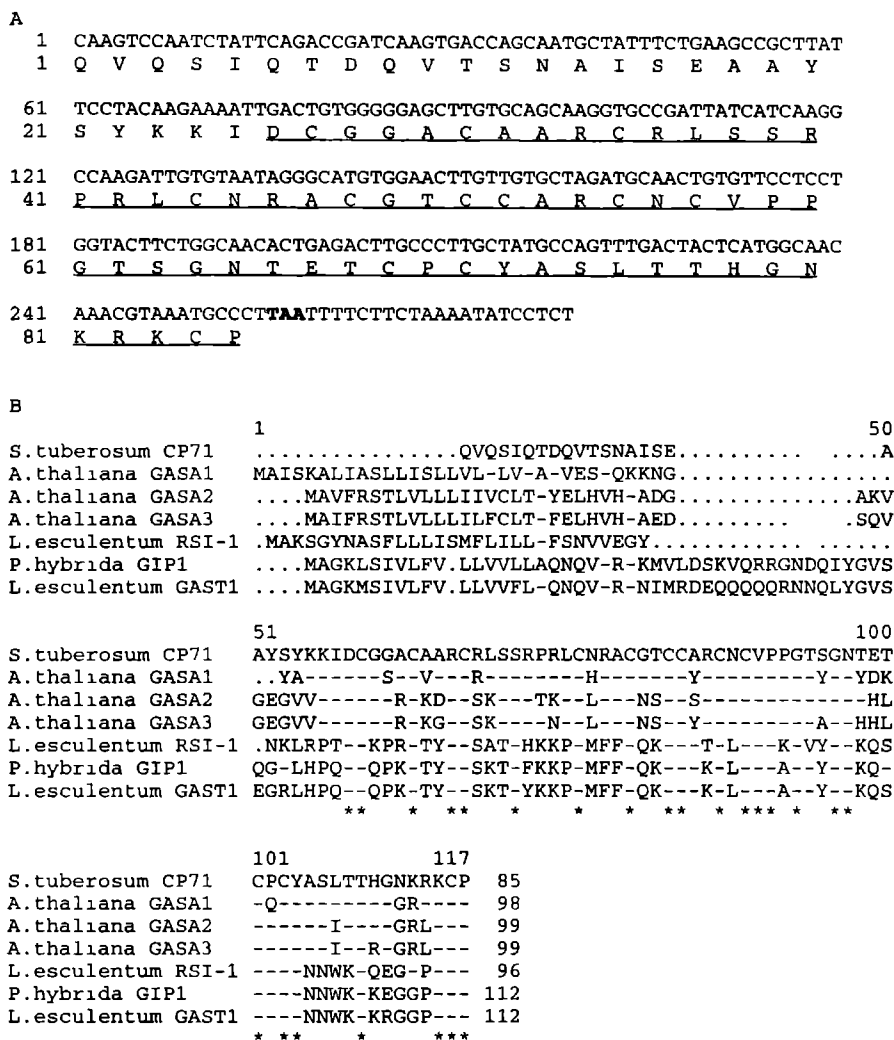 A
1 CAAGTCCAATCTATTCAGACCGATCAAGTGACCAGCAATGCTATTTCTGAAGCCGCTTAT
1 Q V Q S I Q T D Q V T S N A I S E A A Y
61 TCCTACAAGAAAATTGACTGTGGGGGAGCTTGTGCAGCAAGGTGCCGATTATCATCAAGG
21 S Y K K I D C G G A C A A R C R L S S R
121 CCAAGATTGTGTAATAGGGCATGTGGAACTTGTTGTGCTAGATGCAACTGTGTTCCTCCT
41 P R L C N R A C G T C C A R C N C V P P
181 GGTACTTCTGGCAACACTGAGACTTGCCCTTGCTATGCCAGTTTGACTACTCATGGCAAC
61 G T S G N T E T C P C Y A S L T T H G N
241 AAACGTAAATGCCCTTAATTTTCTTCTAAAATATCCTCT
81 K R K C P
B
1 50
S.tuberosum CP71 ................QVQSIQTDQVTSNAISE.............. .A
A.thaliana GASA1 MAISKALIASLLISLLVL-LV-A-VES-QKKNG.................
A.thaliana GASA2 ....MAVFRSTLVLLLIIVCLT-YELHVH-ADG..............AKV
A.thaliana GASA3 ....MAIFRSTLVLLLILFCLT-FELHVH-AED......... .SQV
L.esculentum RSI-1 .MAKSGYNASFLLLISMFLILL-FSNVVEGY...................
P.hybrida GIP1 ....MAGKLSIVLFV.LLVVLLAQNQV-R-KMVLDSKVQRRGNDQIYGVS
L.esculentum GAST1 ....MAGKMSIVLFV-LLVVFL-QNQV-R-NIMRDEQQQQQRNNQLYGVS
51 100
S.tuberosum CP71 AYSYKKIDCGGACAARCRLSSRPRLCNRACGTCCARCNCVPPGTSGNTET
A.thaliana GASA1 ..YA------S--V---R--------H-------Y---------Y--YDK
A.thaliana GASA2 GEGVV------R-KD--SK---TK--L---NS--S------------HL
A.thaliana GASA3 GEGVV------R-KG--SK----N--L---NS--Y---------A-HHL
L.esculentum RSI-1 .NKLRPT--KPR-TY--SAT-HKKP-MFF-QK---T-L---K-VY--KQS
P.hybrida GIP1 QG-LHPQ--QPK-TY--SKT-FKKP-MFF-QK---K-L---A--Y--KQ-
L.esculentum GAST1 EGRLHPQ--QPK-TY--SKT-YKKP-MFF-QK---K-L---A--Y--KQS
** * ** * * * ** * *** * **
101 117
S.tuberosum CP71 CPCYASLTTHGNKRKCP 85
A.thaliana GASA1 -Q---------GR---- 98
A.thaliana GASA2 ------I----GRL--- 99
A.thaliana GASA3 ------I--R-GRL--- 99
L.esculentum RSI-1 ----NNWK-QEG-P--- 96
P.hybrida GIP1 ----NNWK-KEGGP--- 112
L.esculentum GAST1 ----NNWK-KRGGP--- 112
* ** * ***